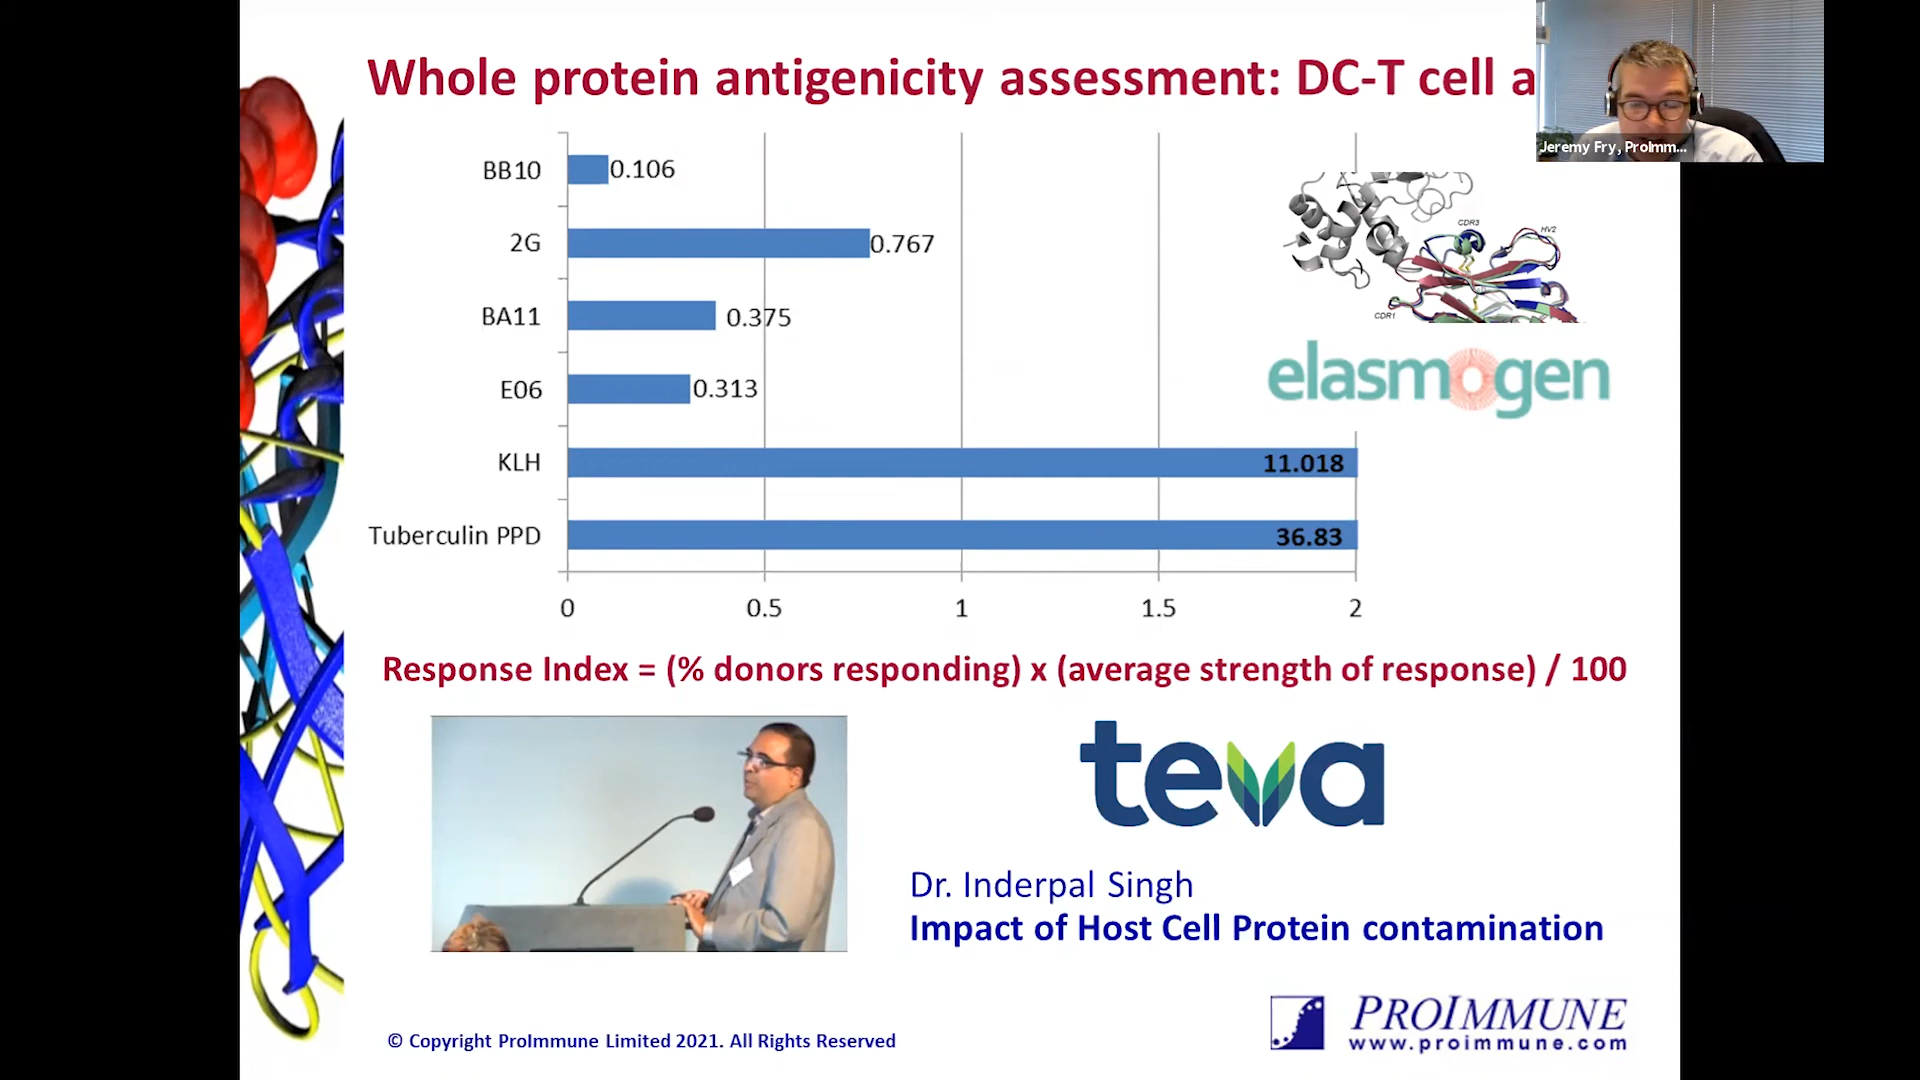 Whole protein antigenicity assessment: DC-T cell a
Jeremy Fry, ProImm...
BB10 0.106
2G 0.767
BA11 0.375
E06 0.313
KLH 11.018
Tuberculin PPD 36.83
0 0.5 1 1.5 2
CDR3
HV2
CDR1
elasmogen
Response Index = (% donors responding) x (average strength of response) / 100
teva
Dr. Inderpal Singh
Impact of Host Cell Protein contamination
© Copyright ProImmune Limited 2021. All Rights Reserved
PROIMMUNE
www.proimmune.com